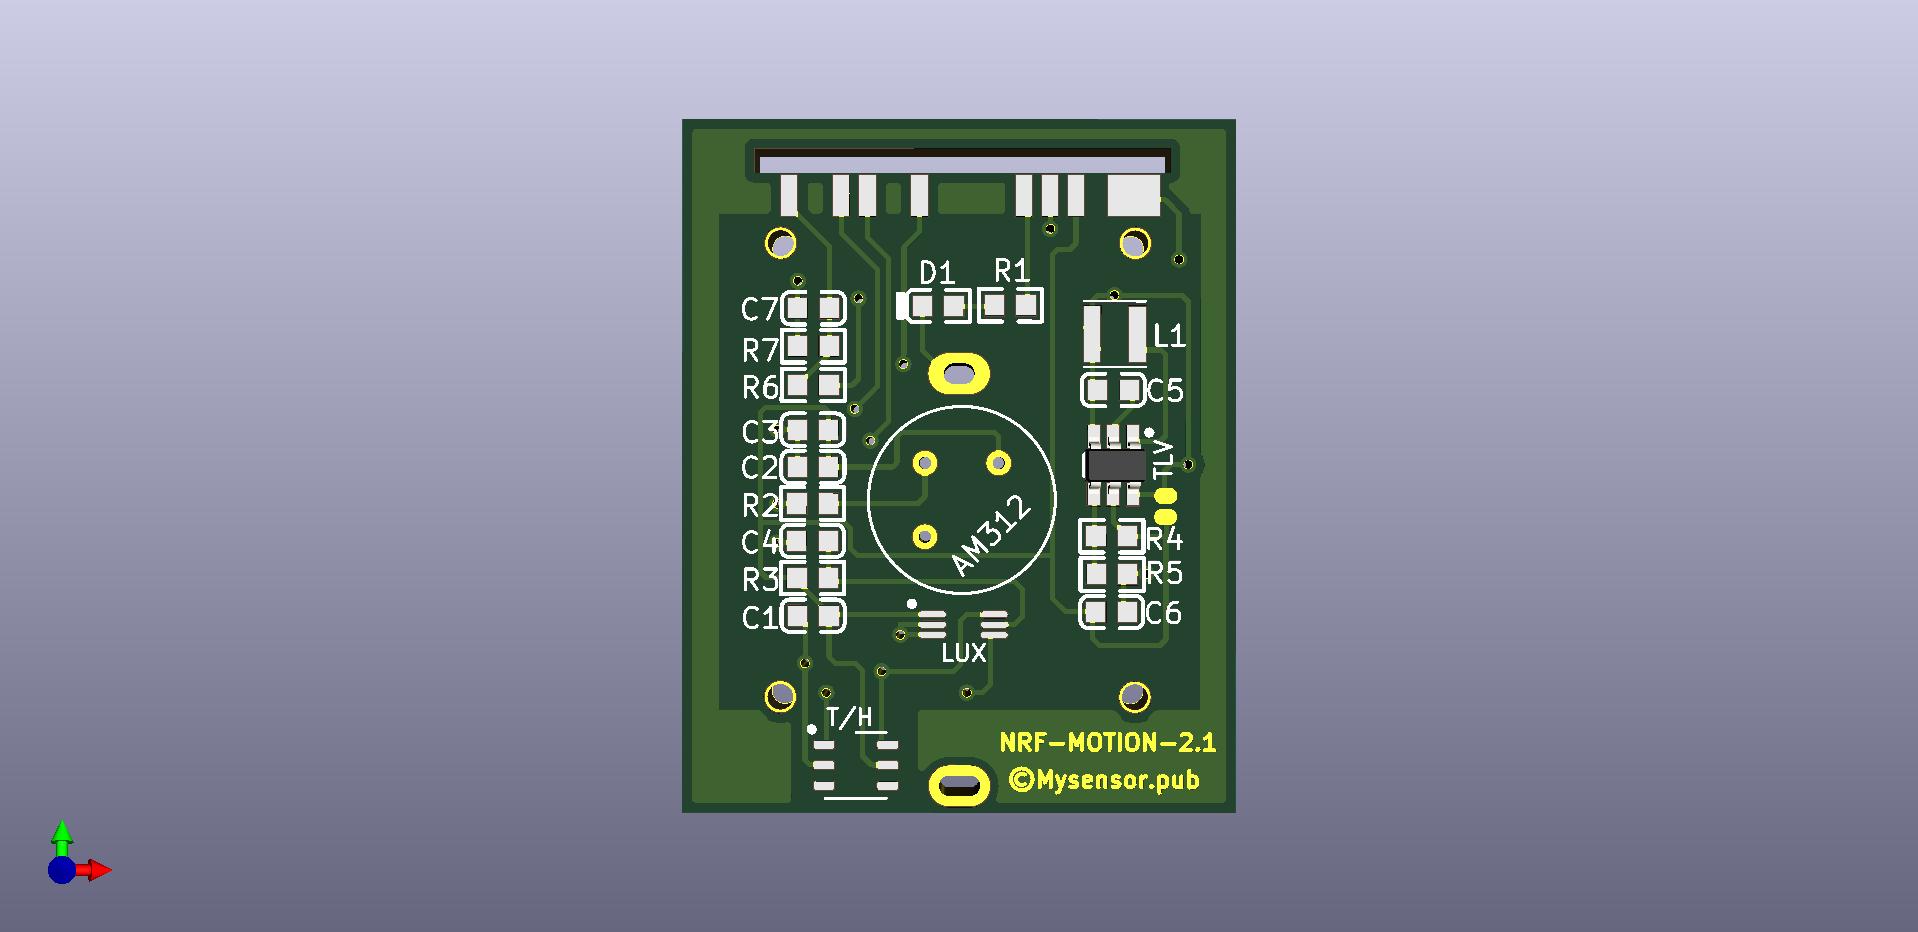 D1
R1
C7
R7
R6
C3
C2
R2
C4
R3
C1
L1
C5
TLV
R4
R5
C6
AM312
LUX
T/H
NRF-MOTION-2.1
©Mysensor.pub